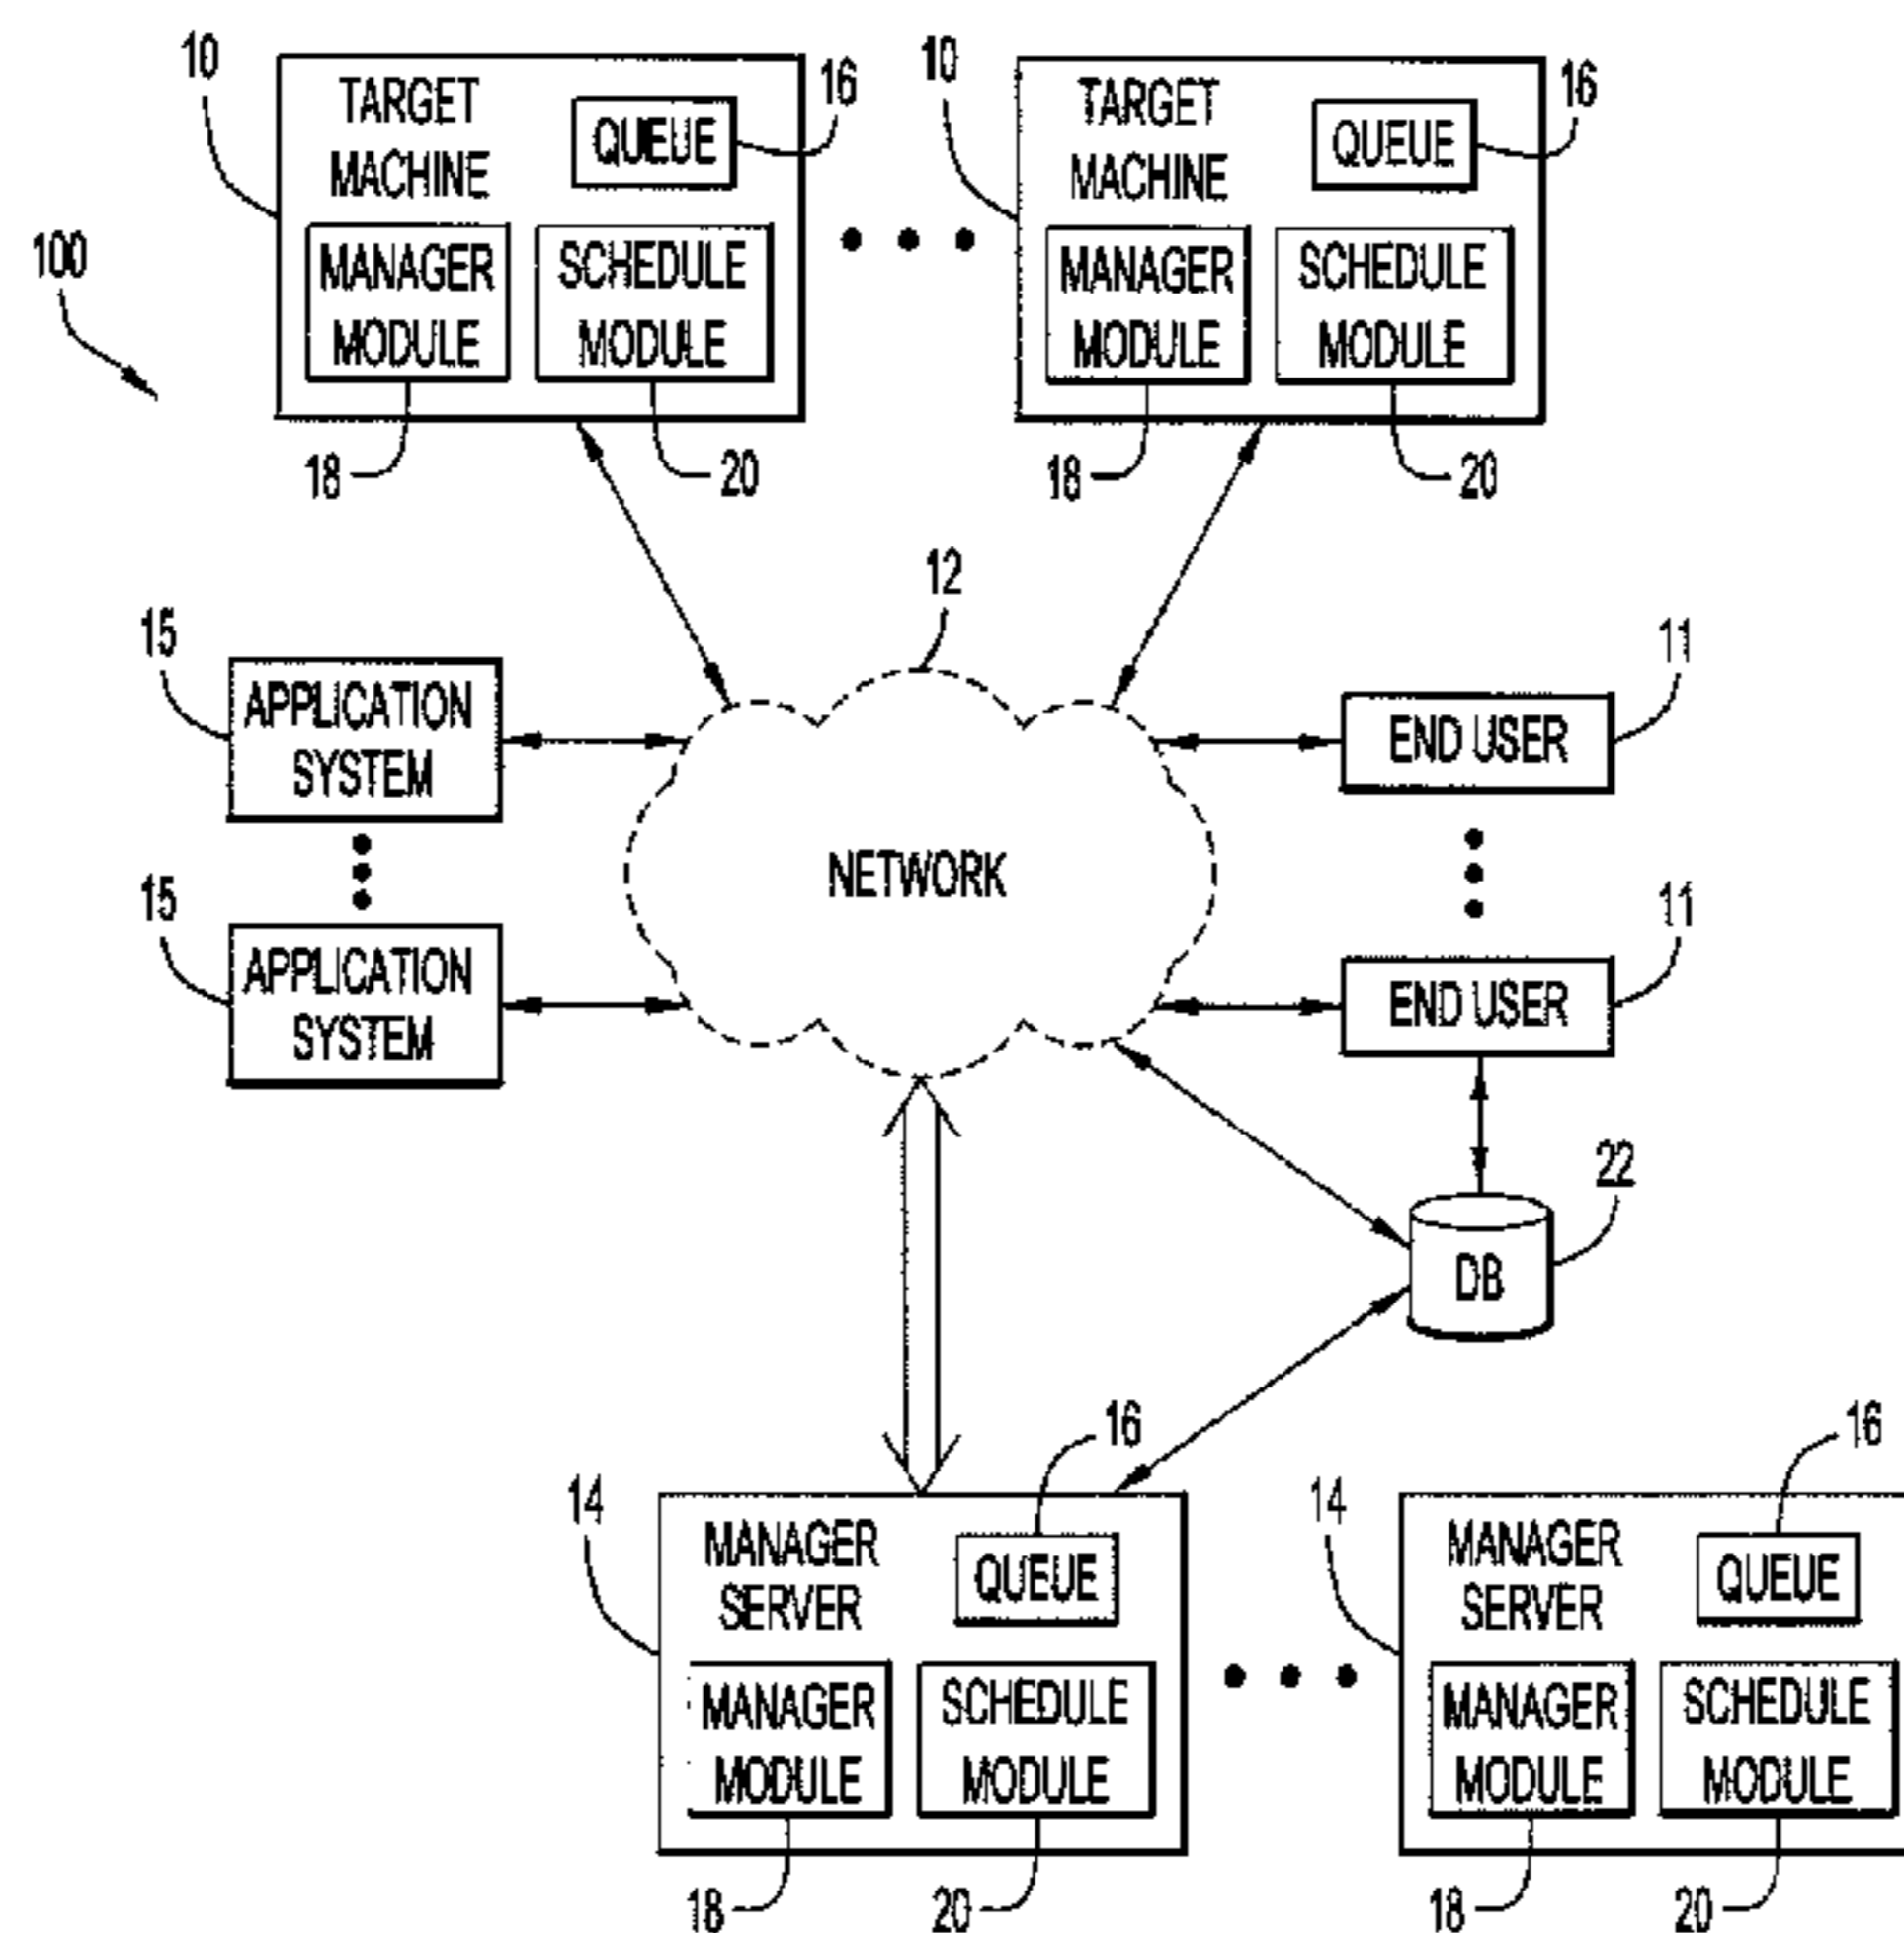 10
TARGET
MACHINE
QUEUE
16
MANAGER
MODULE
SCHEDULE
MODULE
18
20
10
TARGET
MACHINE
QUEUE
16
MANAGER
MODULE
SCHEDULE
MODULE
18
20
100
12
15
APPLICATION
SYSTEM
11
END USER
NETWORK
15
APPLICATION
SYSTEM
11
END USER
22
DB
14
MANAGER
SERVER
16
QUEUE
MANAGER
MODULE
SCHEDULE
MODULE
18
20
14
MANAGER
SERVER
16
QUEUE
MANAGER
MODULE
SCHEDULE
MODULE
18
20